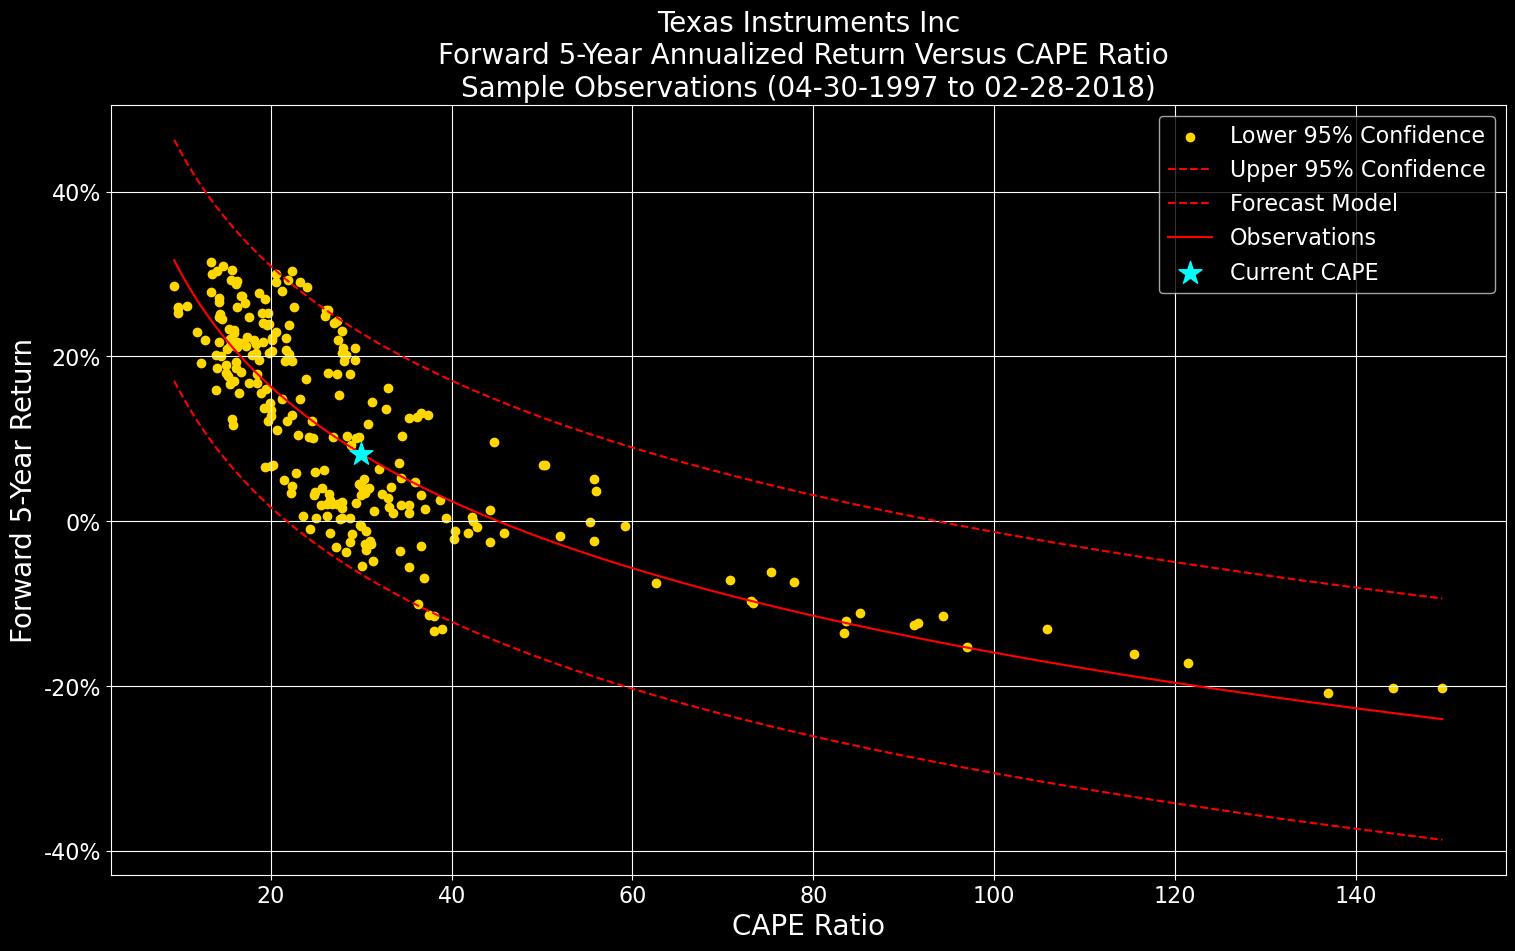 Texas Instruments Inc
Forward 5-Year Annualized Return Versus CAPE Ratio
Sample Observations (04-30-1997 to 02-28-2018)
Lower 95% Confidence
Upper 95% Confidence
Forecast Model
Observations
Current CAPE
Forward 5-Year Return
40%
20%
0%
-20%
-40%
20 40 60 80 100 120 140
CAPE Ratio